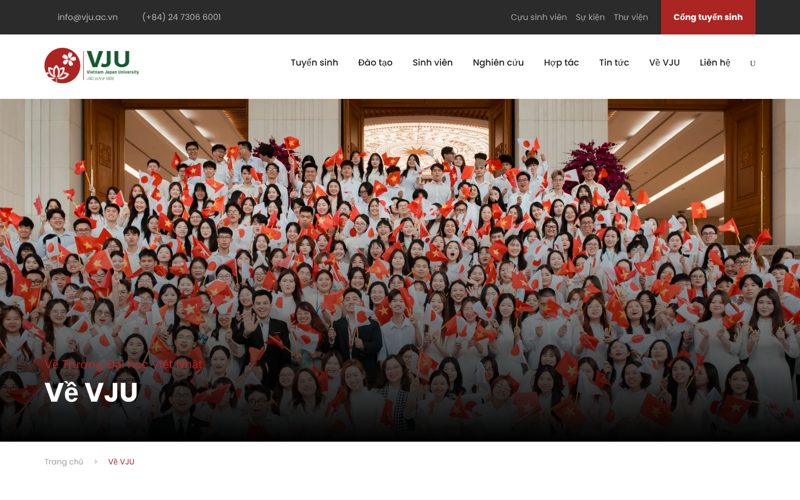 info@vju.ac.vn
(+84) 24 7306 6001
Cựu sinh viên
Sự kiện
Thư viện
Cổng tuyển sinh
VJU
Vietnam Japan University
Tuyển sinh
Đào tạo
Sinh viên
Nghiên cứu
Hợp tác
Tin tức
Về VJU
Liên hệ
U
Về Trường Đại học Việt Nhật
Về VJU
Trang chủ
Về VJU